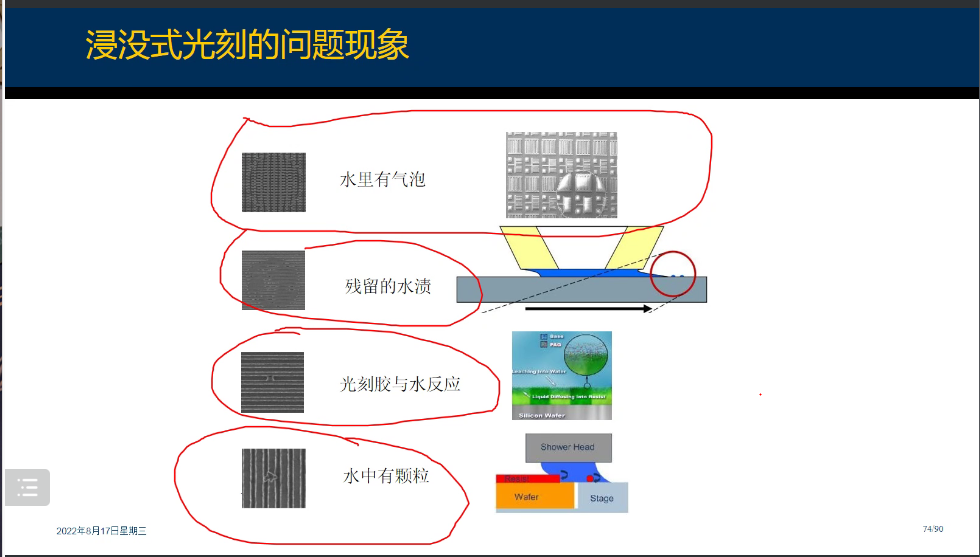 浸没式光刻的问题现象
水里有气泡
残留的水渍
光刻胶与水反应
Base
PAG
Leaching into Water
Liquid Diffusing into Resist
Silicon Wafer
水中有颗粒
Shower Head
Resist
Wafer
Stage
2022年8月17日星期三
74/90